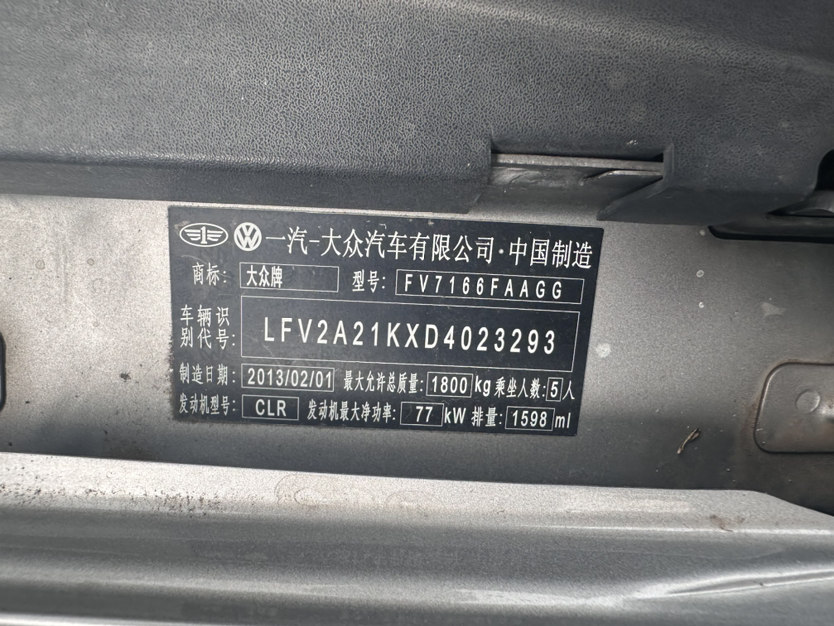 一汽-大众汽车有限公司·中国制造
商标: 大众牌 型号: FV7166FAAGG
车辆识别代号: LFV2A21KXD4023293
制造日期: 2013/02/01 最大允许总质量: 1800 kg 乘坐人数: 5 人
发动机型号: CLR 发动机最大净功率: 77 kW 排量: 1598 ml